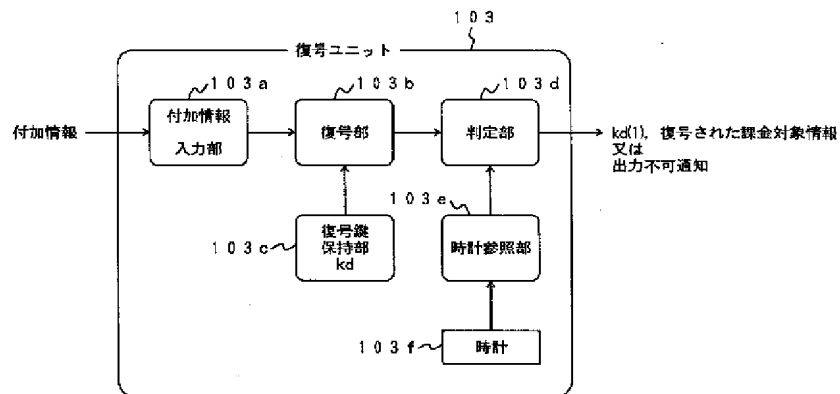 103
復号ユニット
103a
103b
103d
付加情報
付加情報
入力部
復号部
判定部
kd(1), 復号された課金対象情報
又は
出力不可通知
103e
103c
復号鍵
保持部
kd
時計参照部
103f
時計